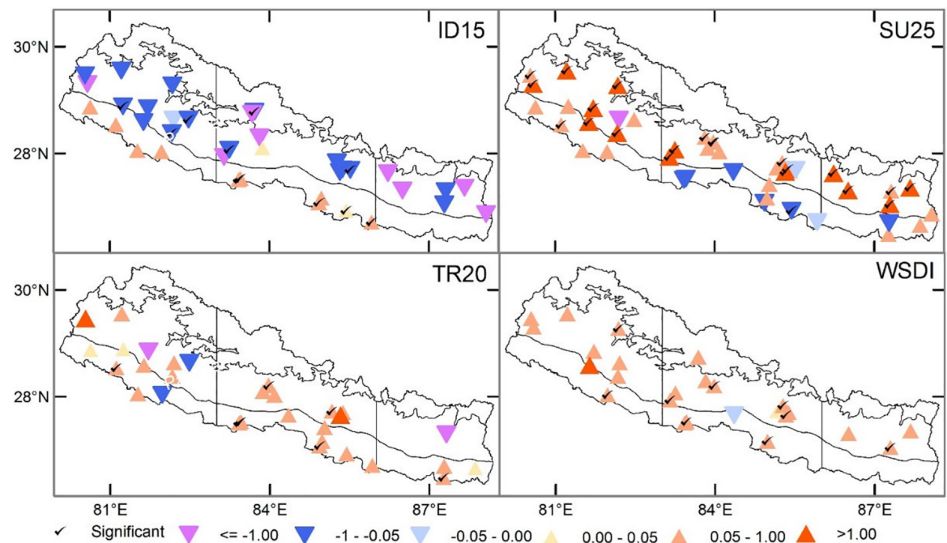 ID15
SU25
30°N
28°N
TR20
WSDI
30°N
28°N
81°E 84°E 87°E 81°E 84°E 87°E
Significant <= -1.00 -1 - -0.05 -0.05 - 0.00 0.00 - 0.05 0.05 - 1.00 >1.00